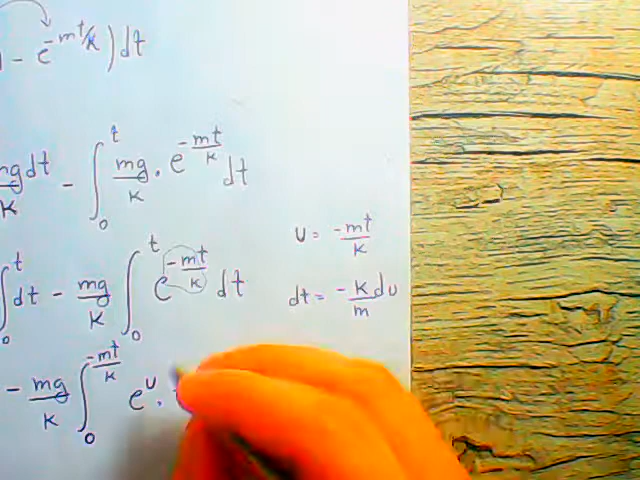 - e^{-mt/k}) dt
mg dt/k - ∫_0^t mg/k · e^{-mt/k} dt
∫_0^t dt - mg/k ∫_0^t e^{-mt/k} dt
u = -mt/k
dt = -k du/m
- mg/k ∫_0^{-mt/k} e^u ·